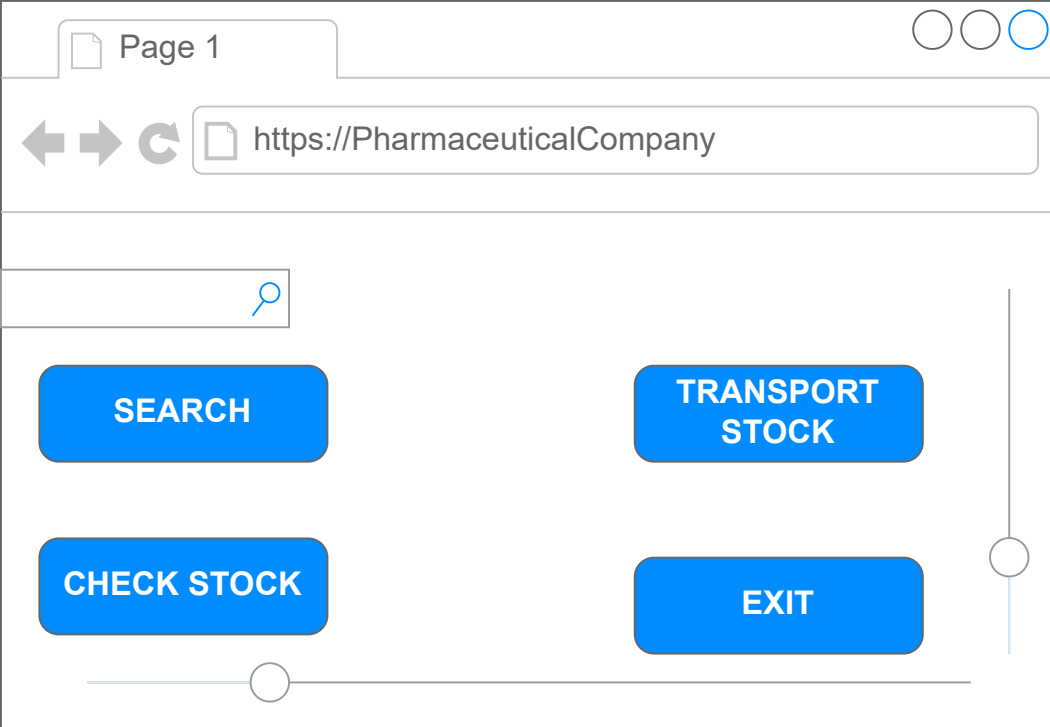 Page 1
https://PharmaceuticalCompany
SEARCH
TRANSPORT
STOCK
CHECK STOCK
EXIT